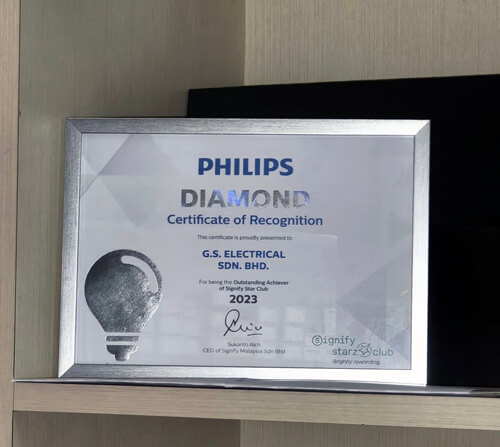 PHILIPS
DIAMOND
Certificate of Recognition
This certificate is proudly presented to
G.S. ELECTRICAL
SDN. BHD.
For being the Outstanding Achiever
of Signify Star Club
2023
Sukanto Aich
CEO of Signify Malaysia Sdn Bhd
Signify
starz club
Brightly rewarding